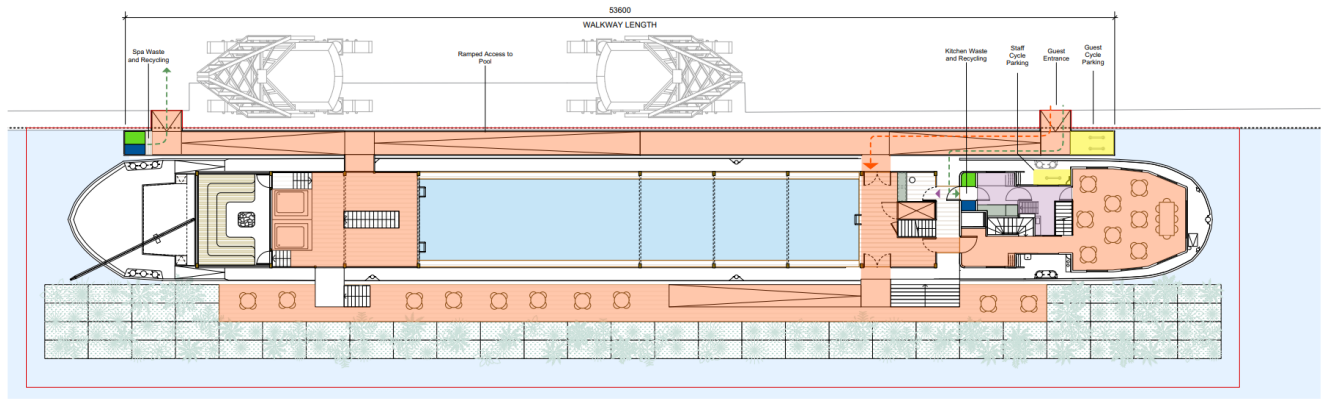 53600
WALKWAY LENGTH
Spa Waste
and Recycling
Ramped Access to
Pool
Kitchen Waste
and Recycling
Staff
Cycle
Parking
Guest
Entrance
Guest
Cycle
Parking